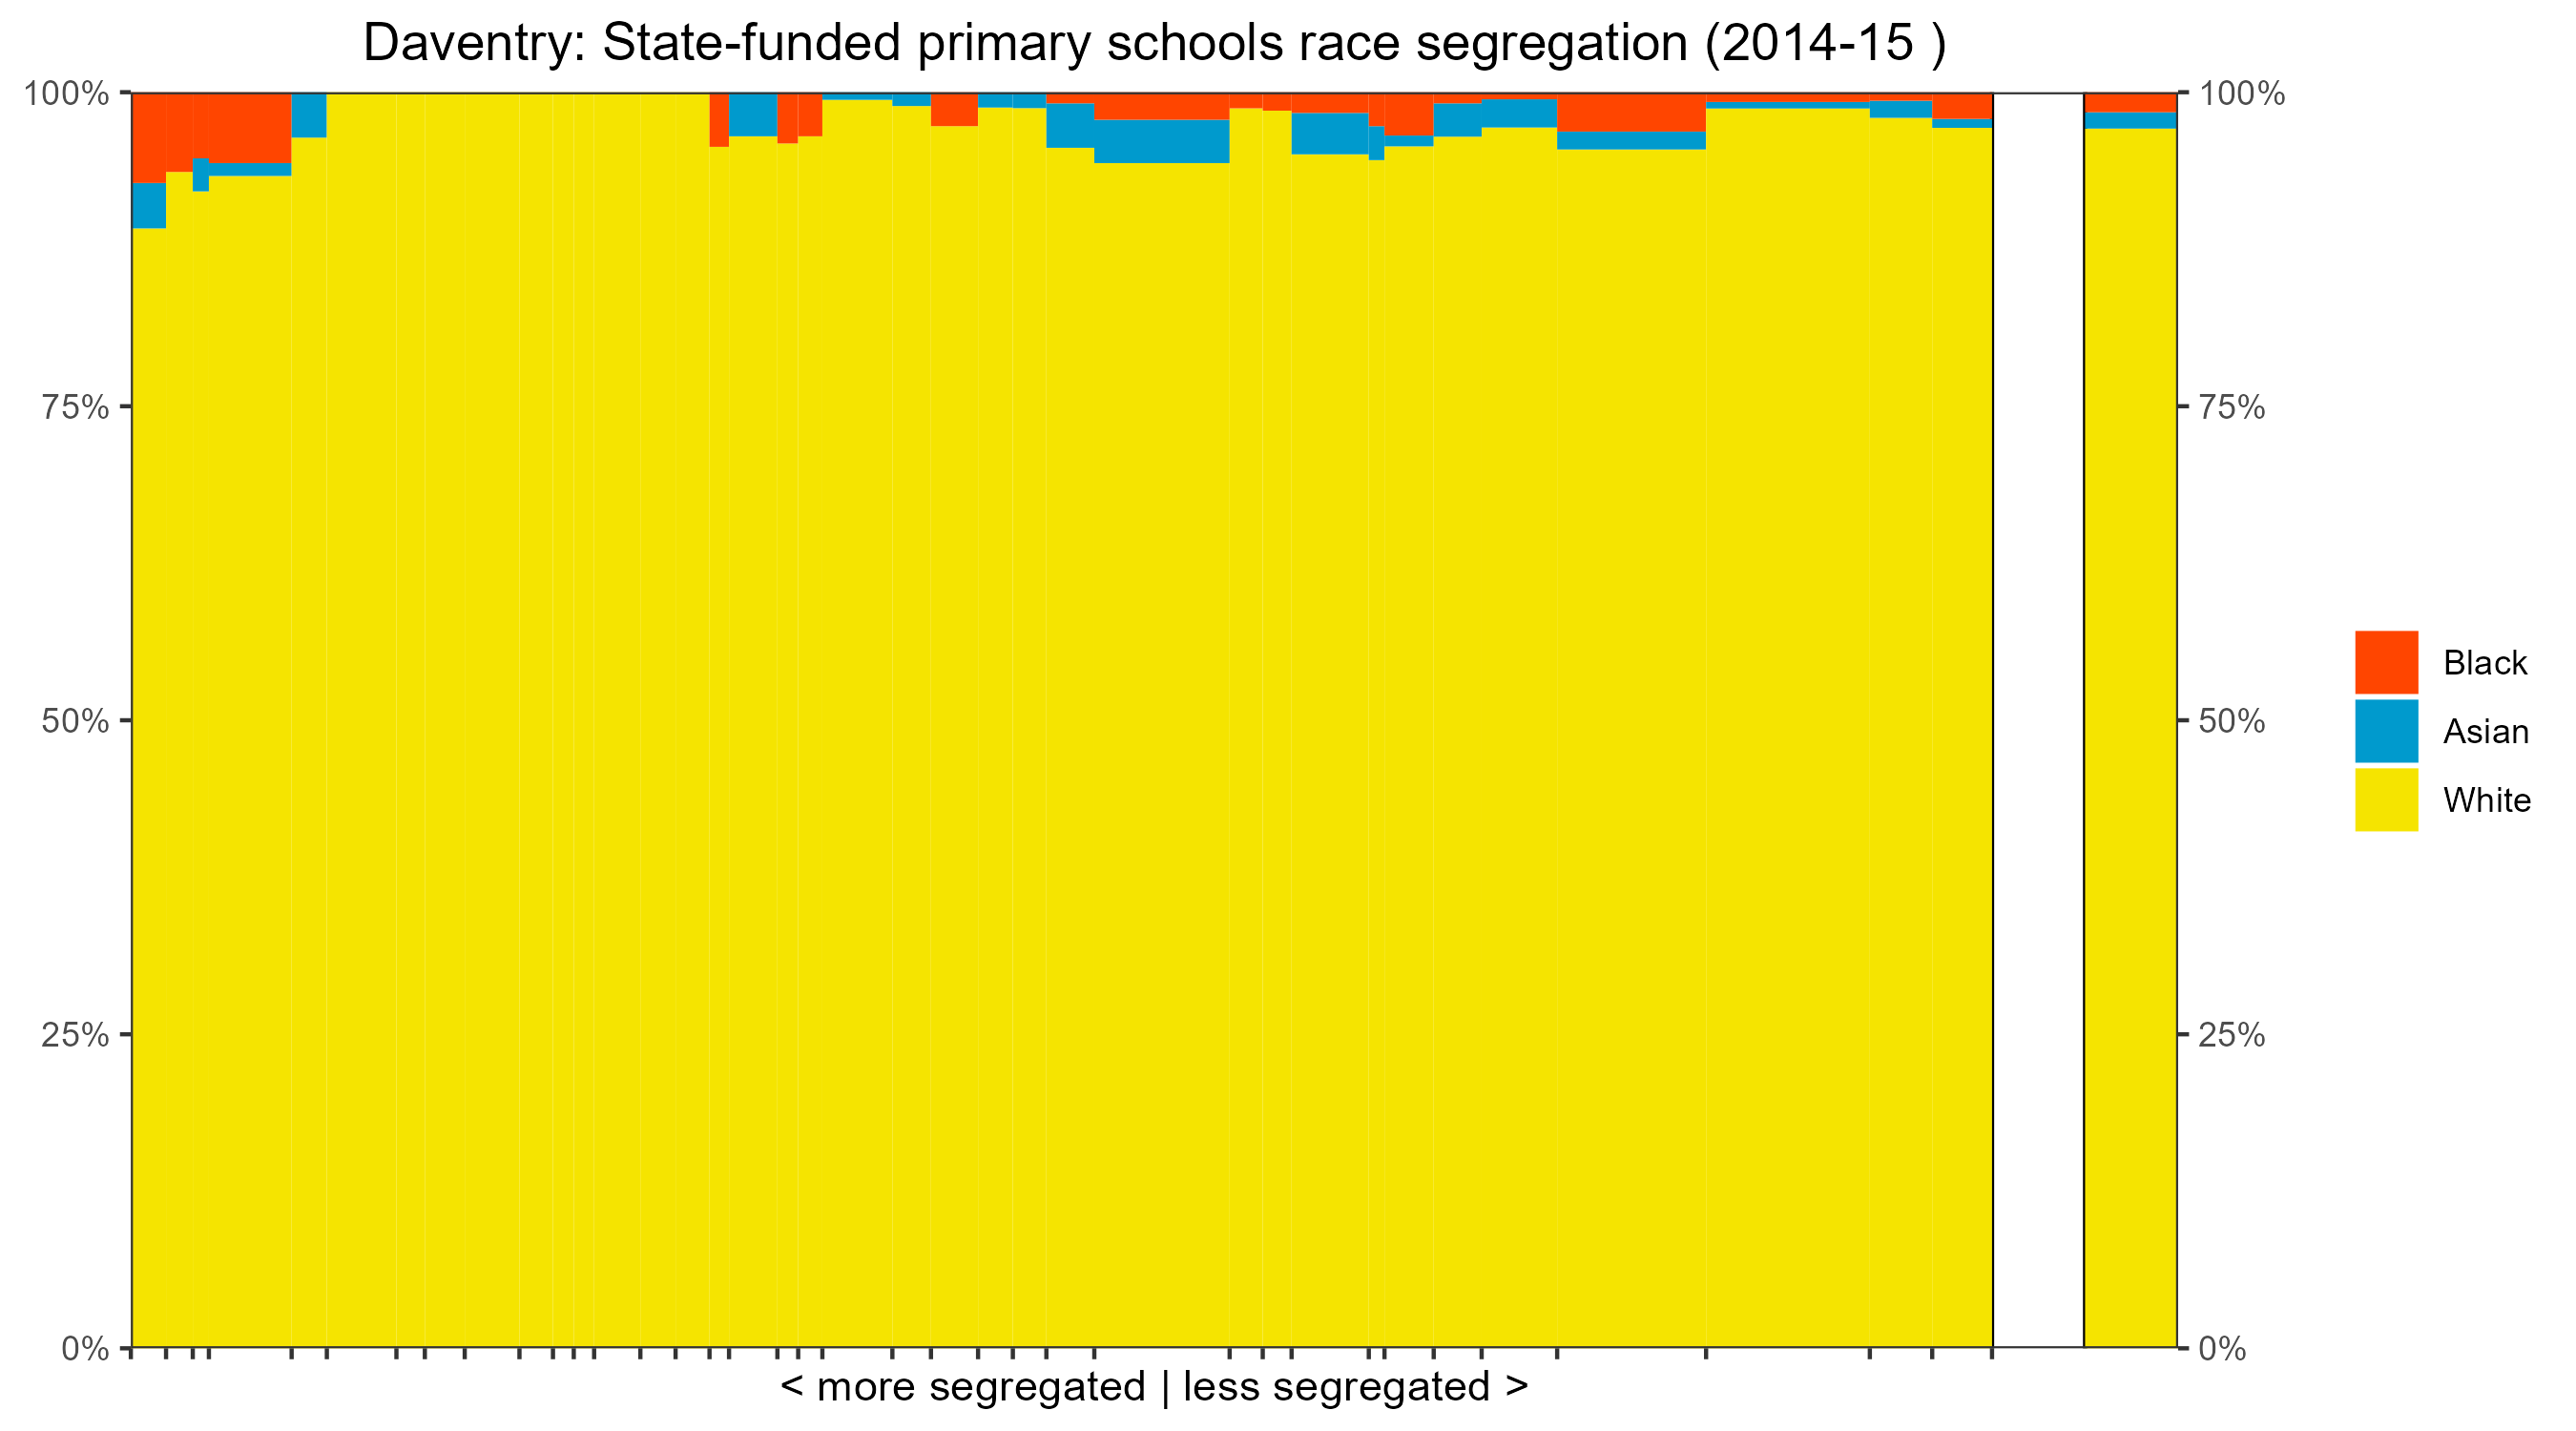 Daventry: State-funded primary schools race segregation (2014-15 )
100%
75%
50%
25%
0%
100%
75%
50%
25%
0%
Black
Asian
White
< more segregated | less segregated >